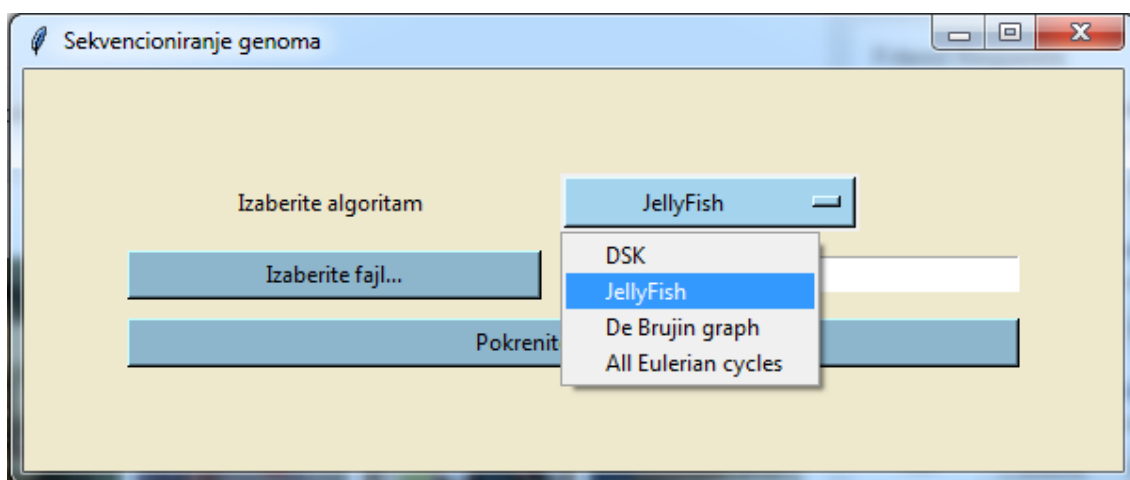 Sekvencioniranje genoma
Izaberite algoritam
JellyFish
DSK
Izaberite fajl...
JellyFish
De Brujin graph
Pokrenit
All Eulerian cycles